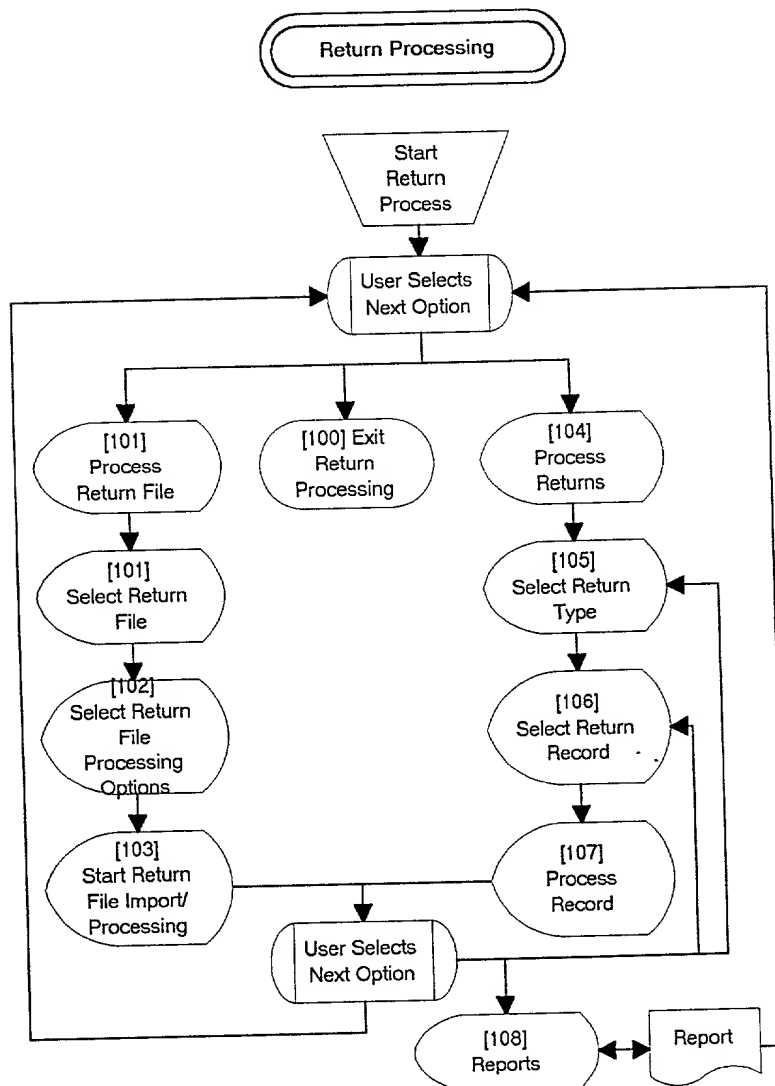 Return Processing
Start
Return
Process
User Selects
Next Option
[101]
Process
Return File
[100] Exit
Return
Processing
[104]
Process
Returns
[101]
Select Return
File
[105]
Select Return
Type
[102]
Select Return
File
Processing
Options
[106]
Select Return
Record
[103]
Start Return
File Import/
Processing
[107]
Process
Record
User Selects
Next Option
[108]
Reports
Report